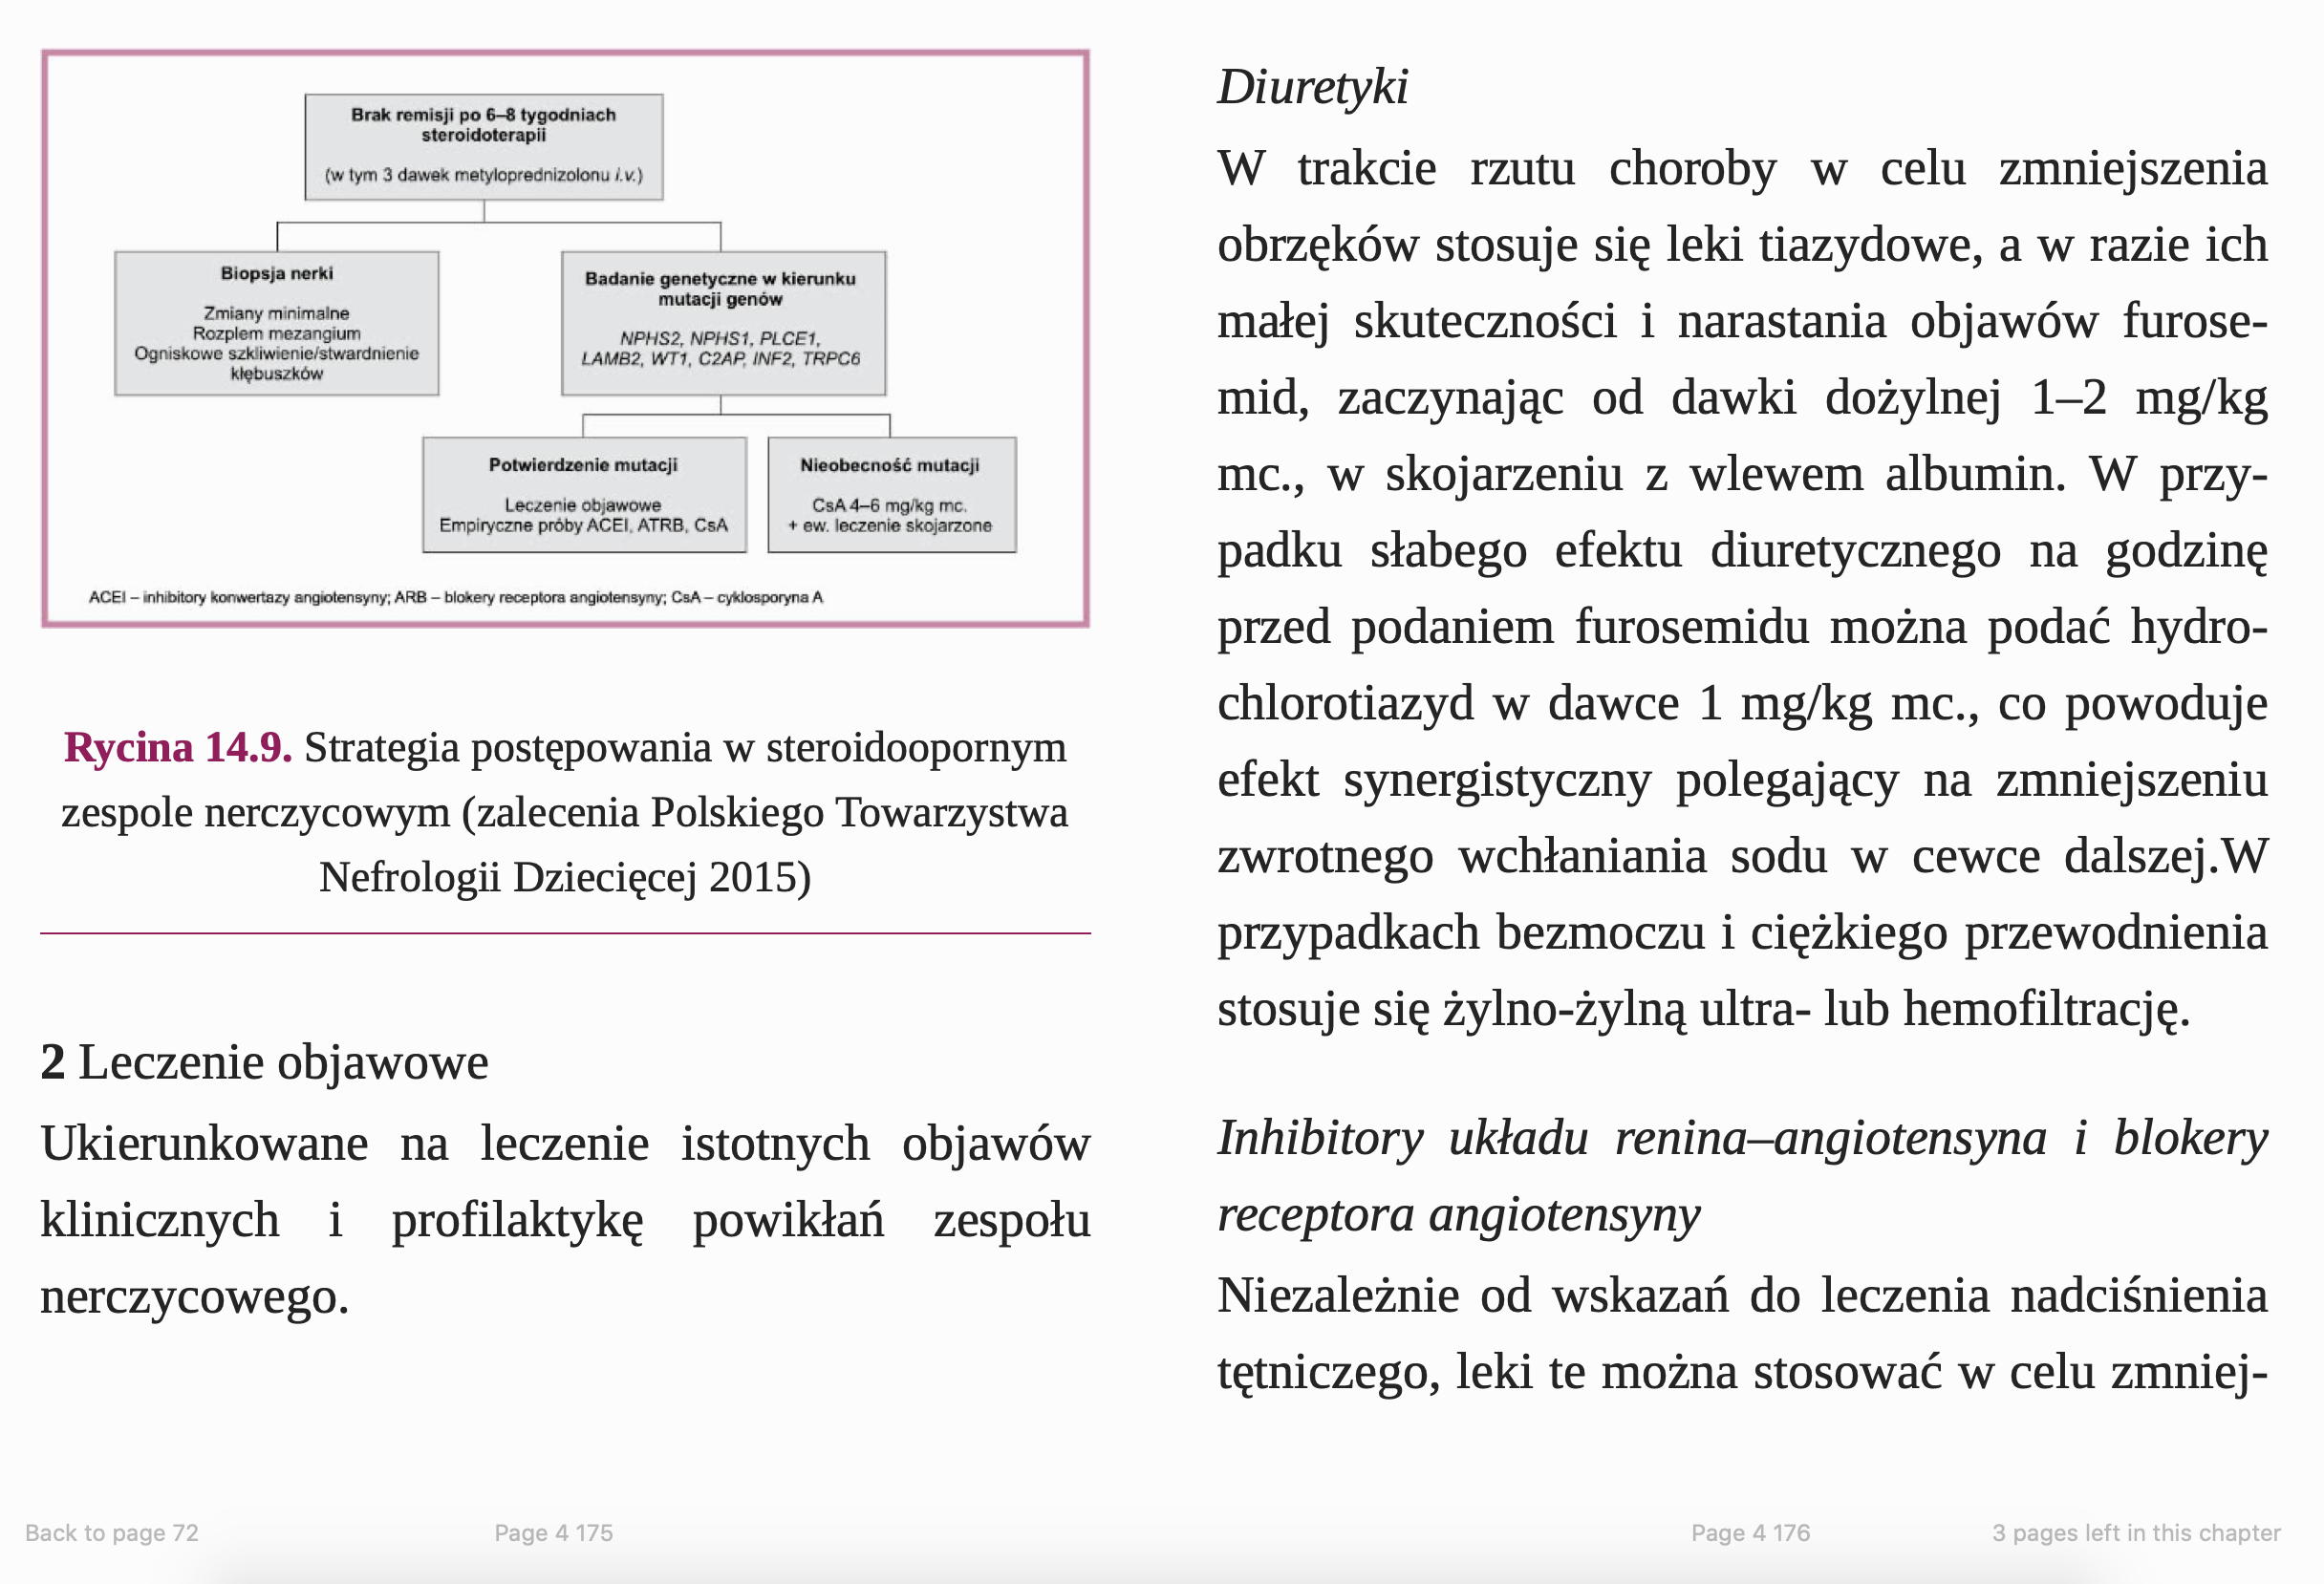 Brak remisji po 6–8 tygodniach
steroidoterapii
(w tym 3 dawek metyloprednizolonu i.v.)
Biopsja nerki
Zmiany minimalne
Rozplem mezangium
Ogniskowe szkliwienie/stwardnienie
kłębuszków
Badanie genetyczne w kierunku
mutacji genów
NPHS2, NPHS1, PLCE1,
LAMB2, WT1, C2AP, INF2, TRPC6
Potwierdzenie mutacji
Leczenie objawowe
Empiryczne próby ACEI, ATRB, CsA
Nieobecność mutacji
CsA 4–6 mg/kg mc.
+ ew. leczenie skojarzone
ACEI – inhibitory konwertazy angiotensyny; ARB – blokery receptora angiotensyny; CsA – cyklosporyna A
Rycina 14.9. Strategia postępowania w steroidoopornym
zespole nerczycowym (zalecenia Polskiego Towarzystwa
Nefrologii Dziecięcej 2015)
2 Leczenie objawowe
Ukierunkowane na leczenie istotnych objawów
klinicznych i profilaktykę powikłań zespołu
nerczycowego.
Diuretyki
W trakcie rzutu choroby w celu zmniejszenia
obrzęków stosuje się leki tiazydowe, a w razie ich
małej skuteczności i narastania objawów furose-
mid, zaczynając od dawki dożylnej 1–2 mg/kg
mc., w skojarzeniu z wlewem albumin. W przy-
padku słabego efektu diuretycznego na godzinę
przed podaniem furosemidu można podać hydro-
chlorotiazyd w dawce 1 mg/kg mc., co powoduje
efekt synergistyczny polegający na zmniejszeniu
zwrotnego wchłaniania sodu w cewce dalszej.W
przypadkach bezmoczu i ciężkiego przewodnienia
stosuje się żylno-żylną ultra- lub hemofiltrację.
Inhibitory układu renina–angiotensyna i blokery
receptora angiotensyny
Niezależnie od wskazań do leczenia nadciśnienia
tętniczego, leki te można stosować w celu zmniej-
Back to page 72
Page 4 175
Page 4 176
3 pages left in this chapter